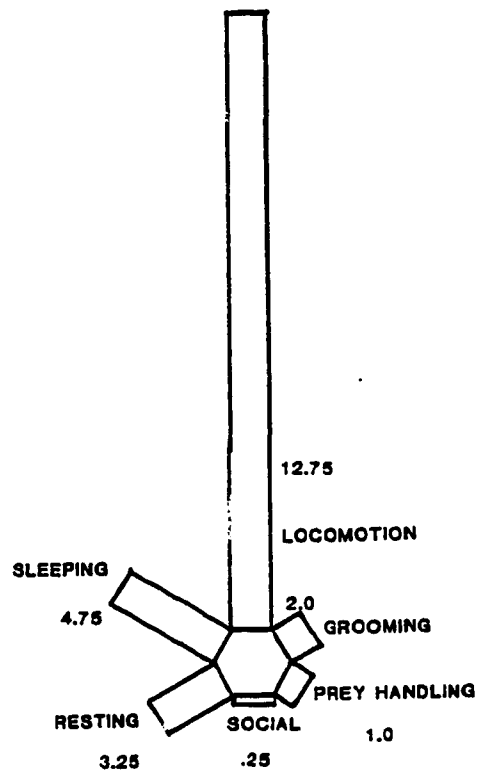 12.75
LOCOMOTION
SLEEPING
4.75
2.0
GROOMING
PREY HANDLING
1.0
RESTING
3.25
SOCIAL
.25